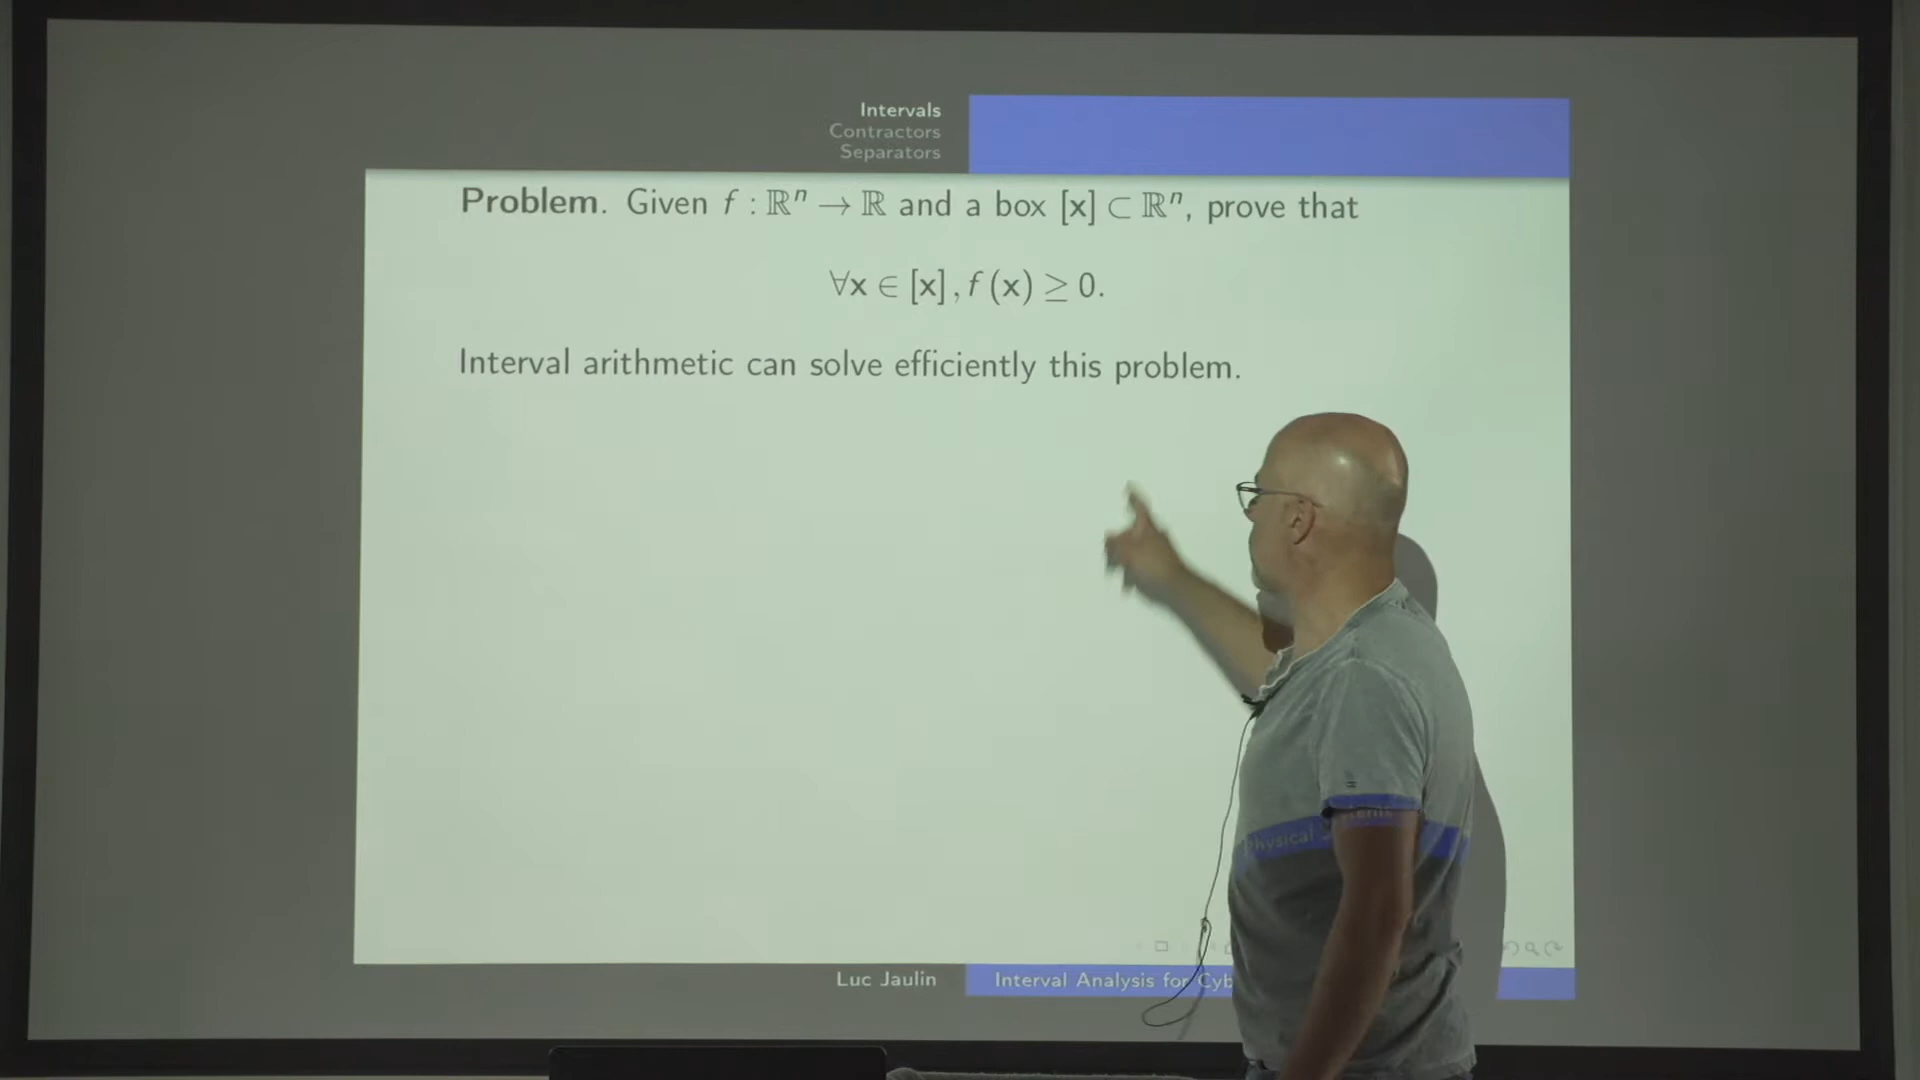 Intervals
Contractors
Separators
Problem. Given f : ℝⁿ → ℝ and a box [x] ⊂ ℝⁿ, prove that
∀x ∈ [x], f (x) ≥ 0.
Interval arithmetic can solve efficiently this problem.
Physical
Luc Jaulin
Interval Analysis for Cyb